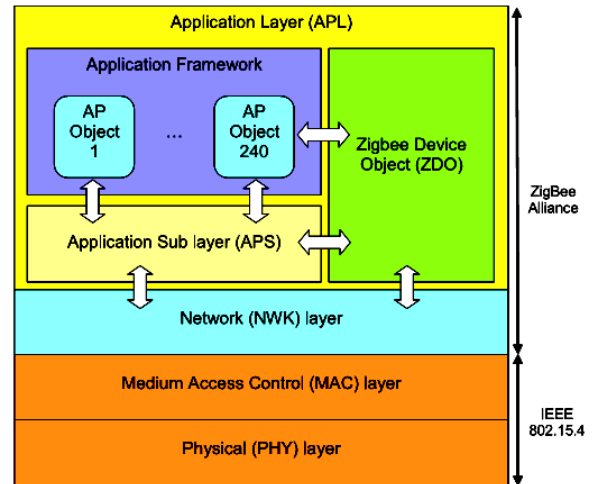 Application Layer (APL)
Application Framework
AP
Object
1
...
AP
Object
240
Zigbee Device
Object (ZDO)
Application Sub layer (APS)
Network (NWK) layer
Medium Access Control (MAC) layer
Physical (PHY) layer
ZigBee
Alliance
IEEE
802.15.4